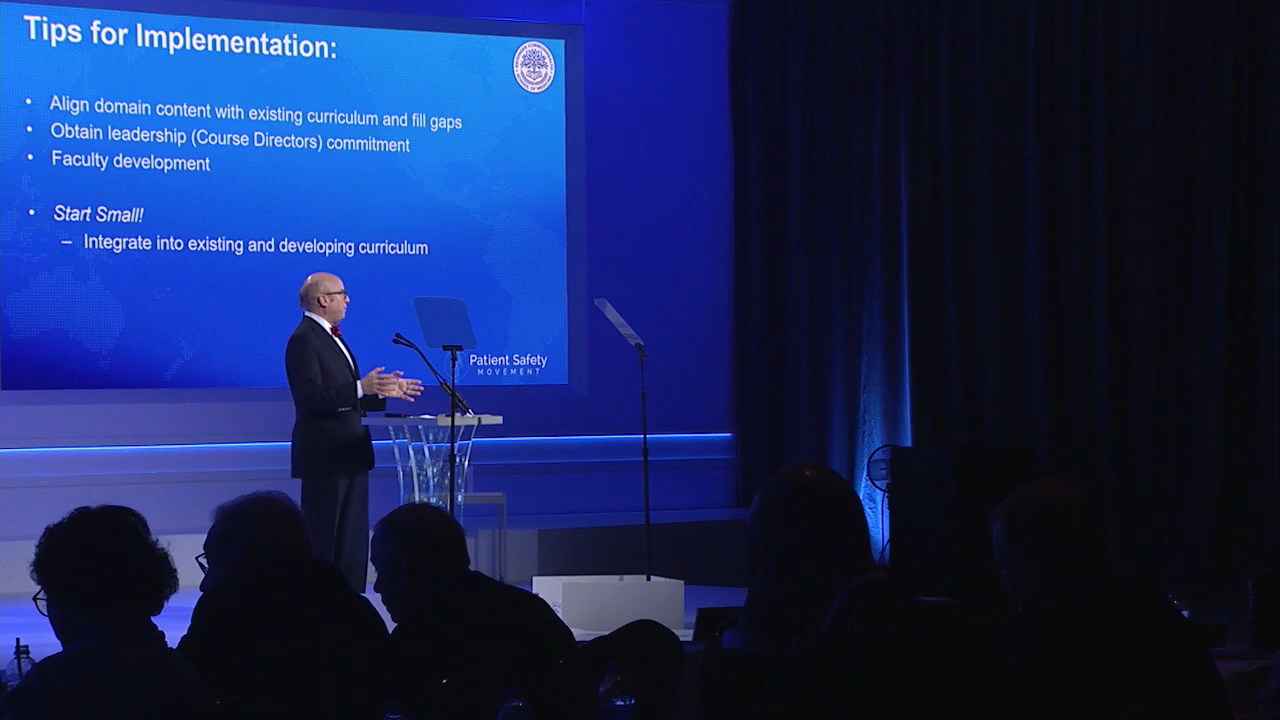 Tips for Implementation:
• Align domain content with existing curriculum and fill gaps
• Obtain leadership (Course Directors) commitment
• Faculty development
• Start Small!
– Integrate into existing and developing curriculum
Patient Safety
MOVEMENT